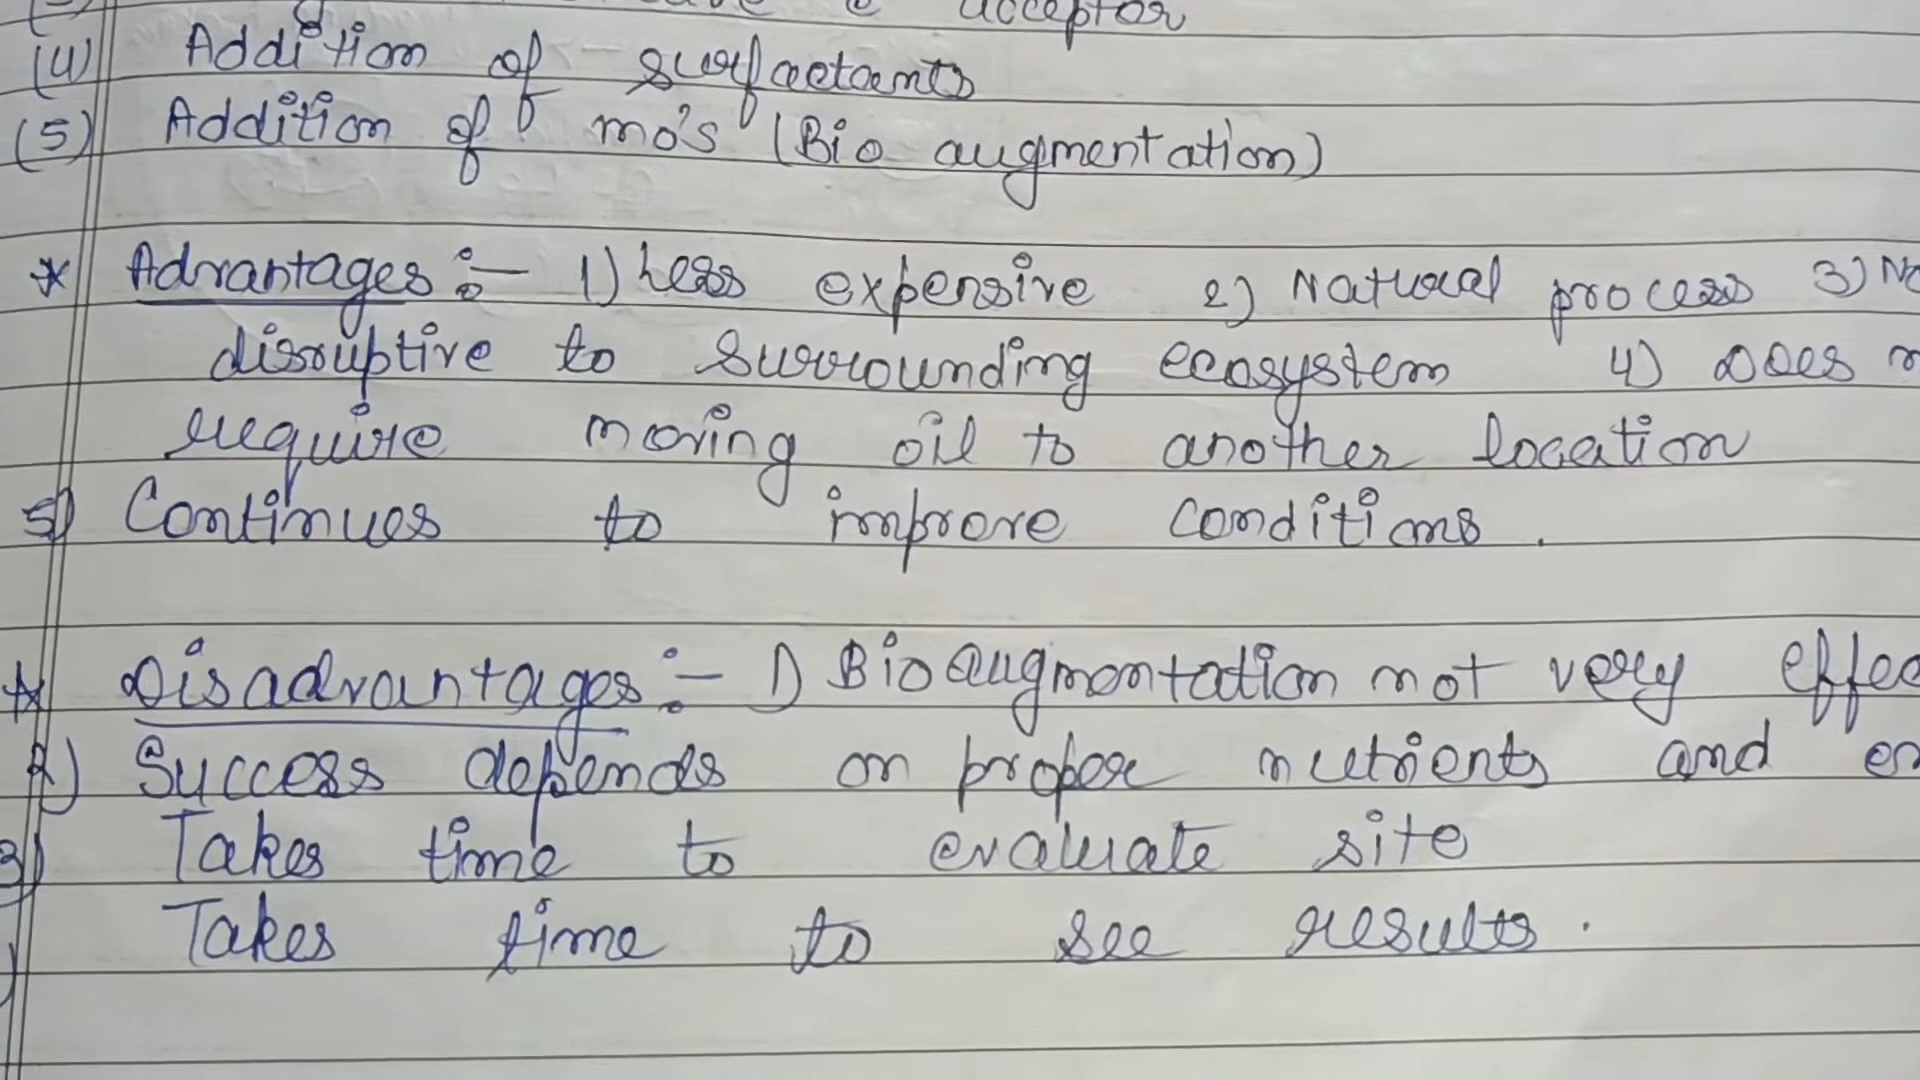 e acceptor
(4) Addition of surfactants
(5) Addition of mo's (Bio augmentation)
* Advantages :- 1) Less expensive 2) Natural process 3)
disruptive to surrounding ecosystem 4) Does
require moving oil to another location
5) Continues to improve conditions.
* Disadvantages :- 1) Bioaugmentation not very
2) Success depends on proper nutrients and
3) Takes time to evaluate site
Takes time to see results.